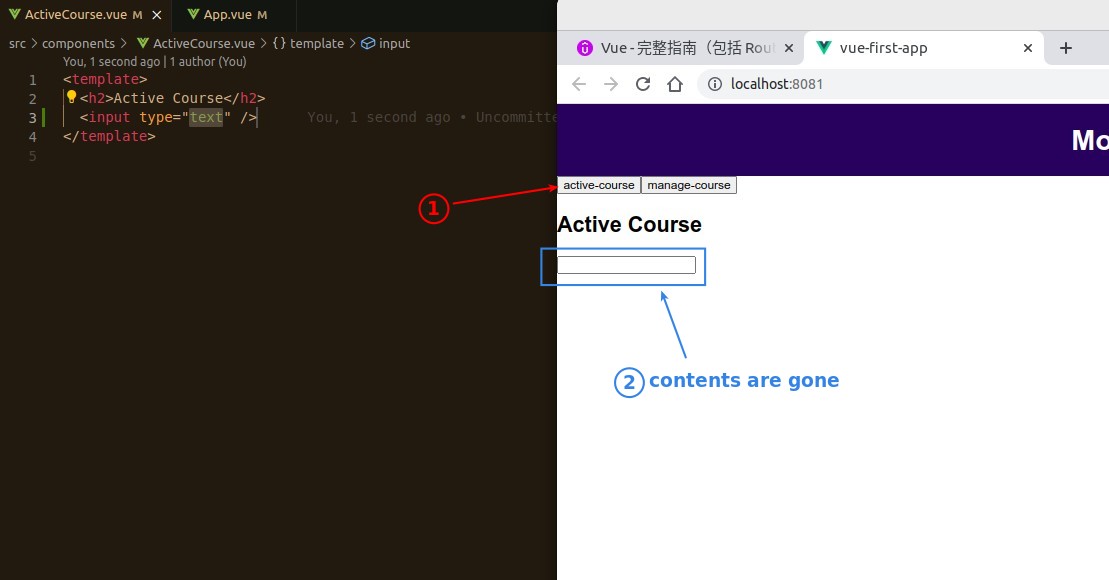 ActiveCourse.vue M
App.vue M
src > components > ActiveCourse.vue > {} template > input
You, 1 second ago | 1 author (You)
1 <template>
2 <h2>Active Course</h2>
3 <input type="text" /> You, 1 second ago • Uncommitte
4 </template>
5
Vue - 完整指南（包括 Rou
vue-first-app
localhost:8081
Mo
active-course
manage-course
1
Active Course
2 contents are gone